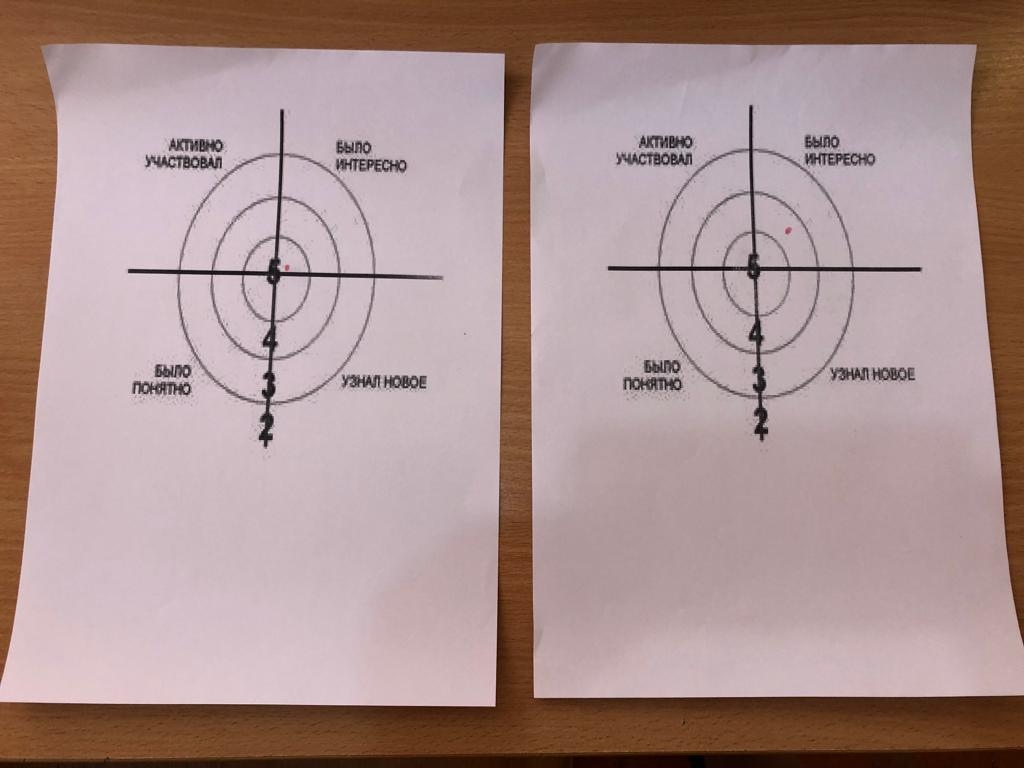 АКТИВНО
УЧАСТВОВАЛ
БЫЛО
ИНТЕРЕСНО
5
4
3
2
БЫЛО
ПОНЯТНО
УЗНАЛ НОВОЕ
АКТИВНО
УЧАСТВОВАЛ
БЫЛО
ИНТЕРЕСНО
5
4
3
2
БЫЛО
ПОНЯТНО
УЗНАЛ НОВОЕ